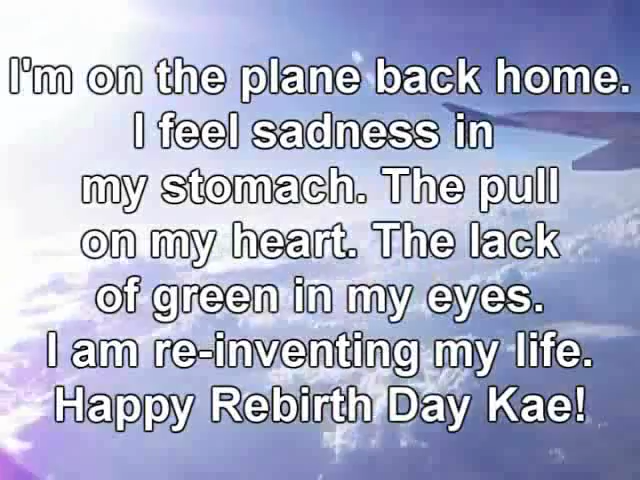 I'm on the plane back home.
I feel sadness in
my stomach. The pull
on my heart. The lack
of green in my eyes.
I am re-inventing my life.
Happy Rebirth Day Kae!